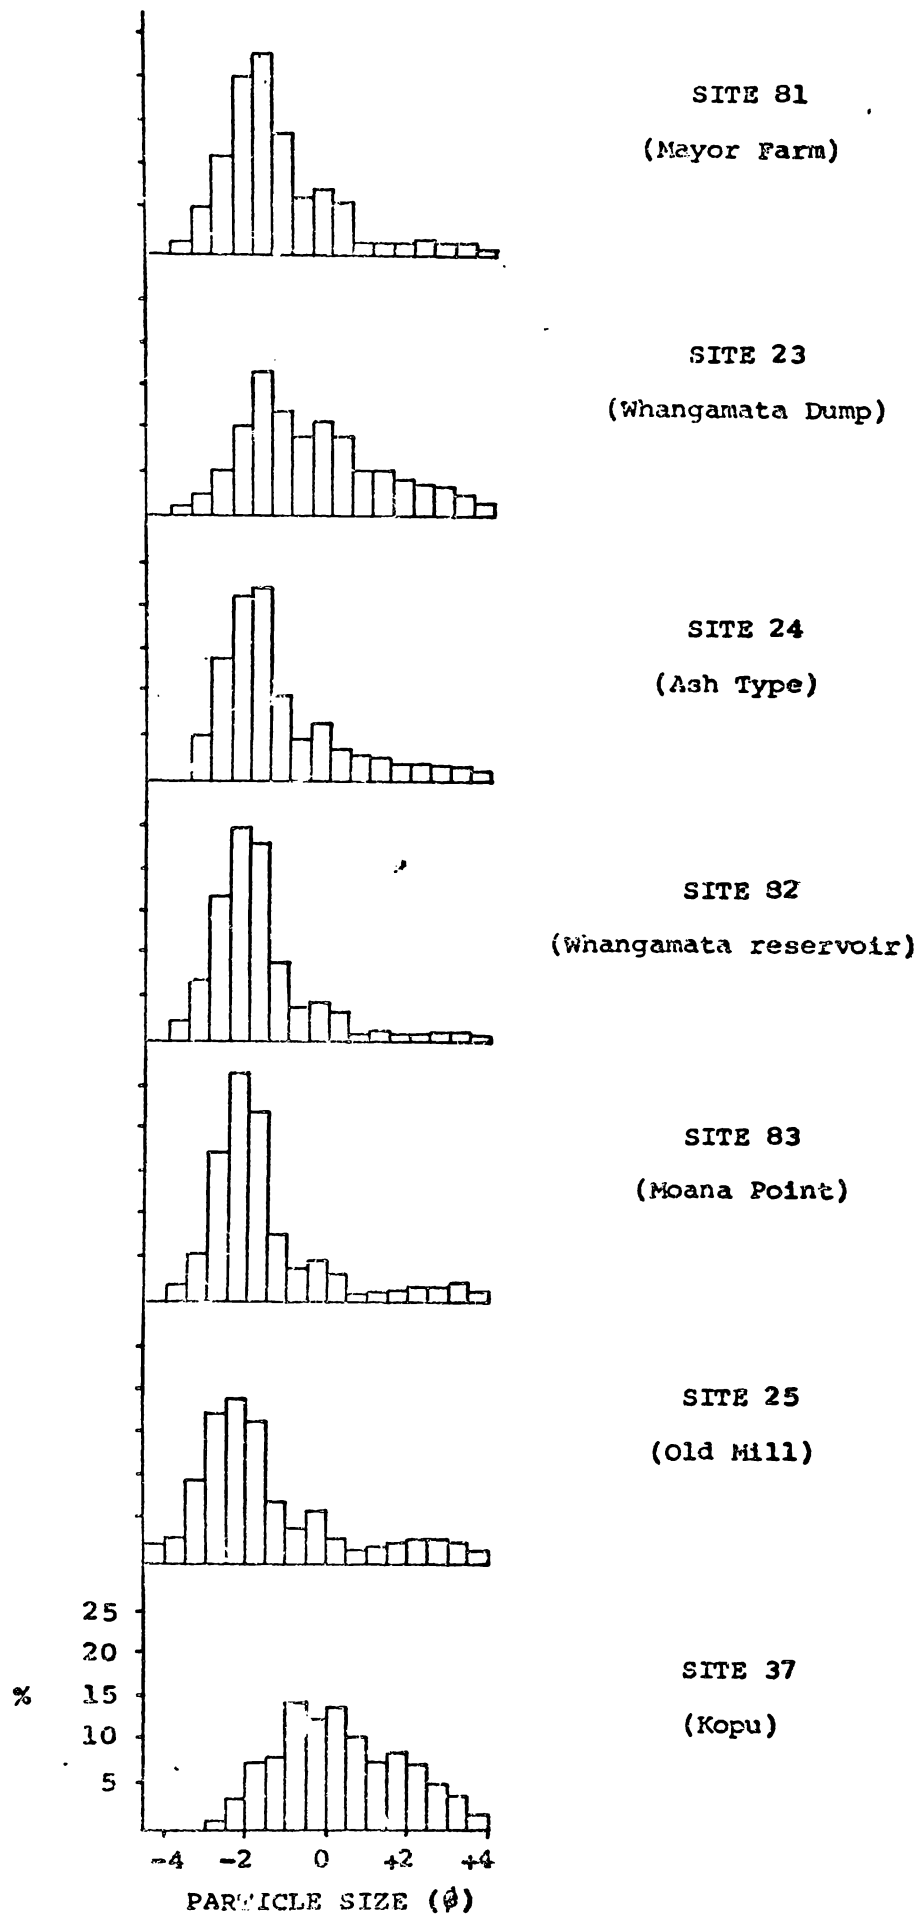 SITE 81
(Mayor Farm)
SITE 23
(Whangamata Dump)
SITE 24
(Ash Type)
SITE 82
(Whangamata reservoir)
SITE 83
(Moana Point)
SITE 25
(Old Mill)
25
20
SITE 37
% 15
(Kopu)
10
5
-4 -2 0 +2 +4
PARTICLE SIZE (ø)